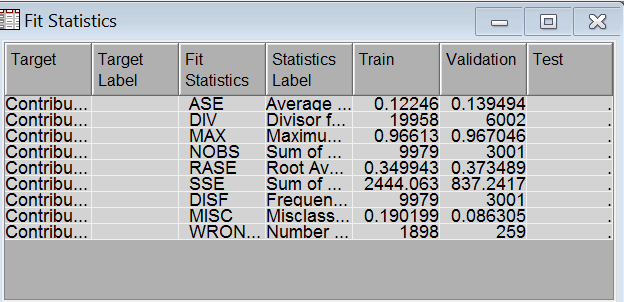 Fit Statistics
Target Target Label Fit Statistics Statistics Label Train Validation Test
Contribu... ASE Average ... 0.12246 0.139494 .
Contribu... DIV Divisor f... 19958 6002 .
Contribu... MAX Maximu... 0.96613 0.967046 .
Contribu... NOBS Sum of ... 9979 3001 .
Contribu... RASE Root Av... 0.349943 0.373489 .
Contribu... SSE Sum of ... 2444.063 837.2417 .
Contribu... DISF Frequen... 9979 3001 .
Contribu... MISC Misclass... 0.190199 0.086305 .
Contribu... WRON... Number ... 1898 259 .